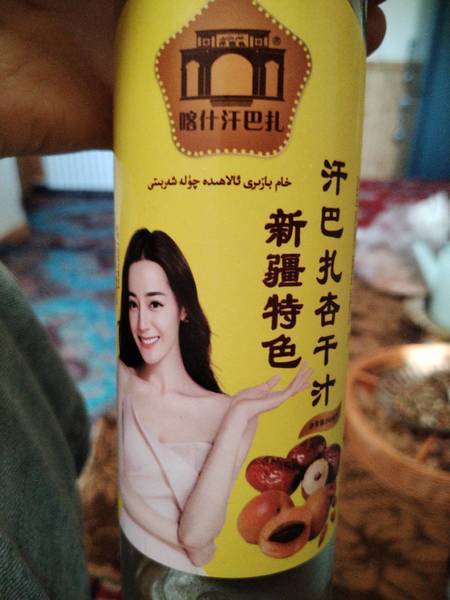 喀什汗巴扎
خام بازىرى ئالاھىدە چۈلە شەربىتى
汗巴扎杏干汁
新疆特色